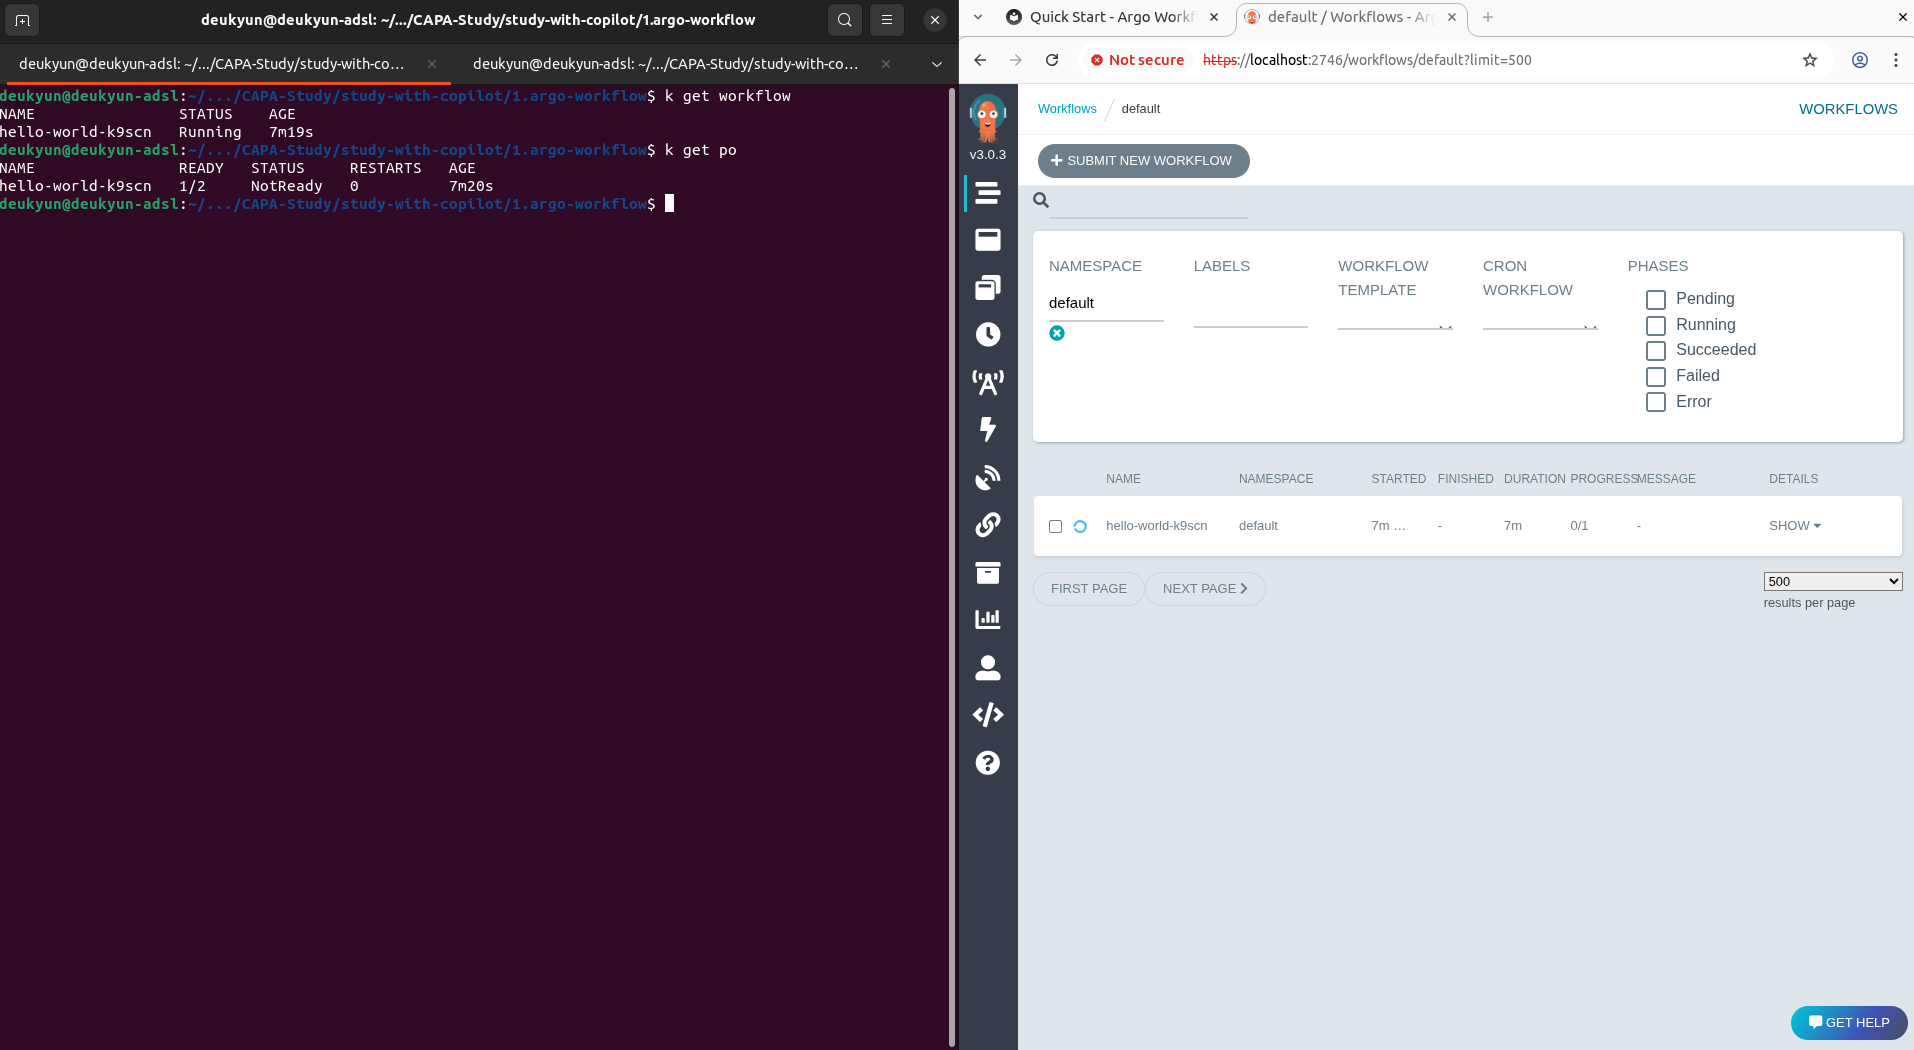 deukyun@deukyun-adsl: ~/.../CAPA-Study/study-with-copilot/1.argo-workflow
deukyun@deukyun-adsl: ~/.../CAPA-Study/study-with-co...
deukyun@deukyun-adsl: ~/.../CAPA-Study/study-with-co...
deukyun@deukyun-adsl:~/.../CAPA-Study/study-with-copilot/1.argo-workflow$ k get workflow
NAME STATUS AGE
hello-world-k9scn Running 7m19s
deukyun@deukyun-adsl:~/.../CAPA-Study/study-with-copilot/1.argo-workflow$ k get po
NAME READY STATUS RESTARTS AGE
hello-world-k9scn 1/2 NotReady 0 7m20s
deukyun@deukyun-adsl:~/.../CAPA-Study/study-with-copilot/1.argo-workflow$
Quick Start - Argo Workf
default / Workflows - Ar
Not secure https://localhost:2746/workflows/default?limit=500
Workflows / default
WORKFLOWS
v3.0.3
SUBMIT NEW WORKFLOW
NAMESPACE
default
LABELS
WORKFLOW
TEMPLATE
CRON
WORKFLOW
PHASES
Pending
Running
Succeeded
Failed
Error
NAME NAMESPACE STARTED FINISHED DURATION PROGRESS MESSAGE DETAILS
hello-world-k9scn default 7m ... - 7m 0/1 - SHOW
FIRST PAGE NEXT PAGE
500
results per page
GET HELP